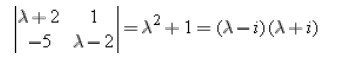 |λ+2 1|
|−5 λ−2| = λ² + 1 = (λ−i)(λ+i)